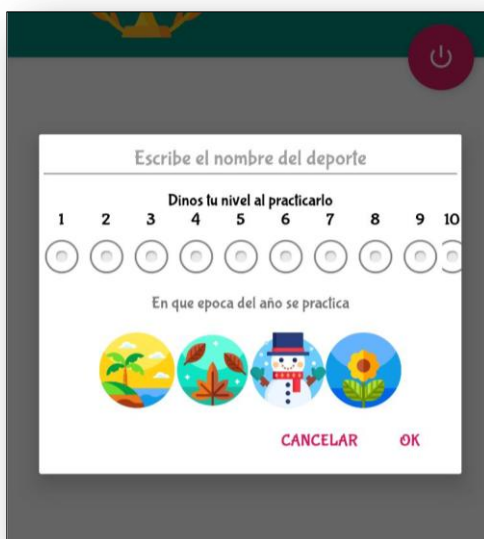 Escribe el nombre del deporte
Dinos tu nivel al practicarlo
1 2 3 4 5 6 7 8 9 10
En que epoca del año se practica
CANCELAR OK